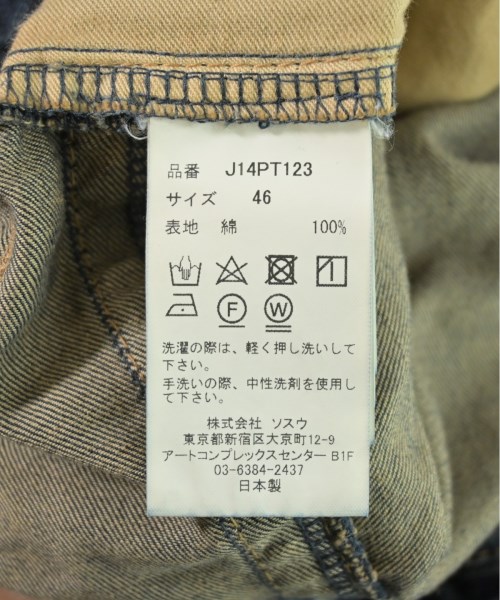 品番 J14PT123
サイズ 46
表地 綿 100%
F W
洗濯の際は、軽く押し洗いして
下さい。
手洗いの際、中性洗剤を使用し
て下さい。
株式会社 ソスウ
東京都新宿区大京町12-9
アートコンプレックスセンター B1F
03-6384-2437
日本製